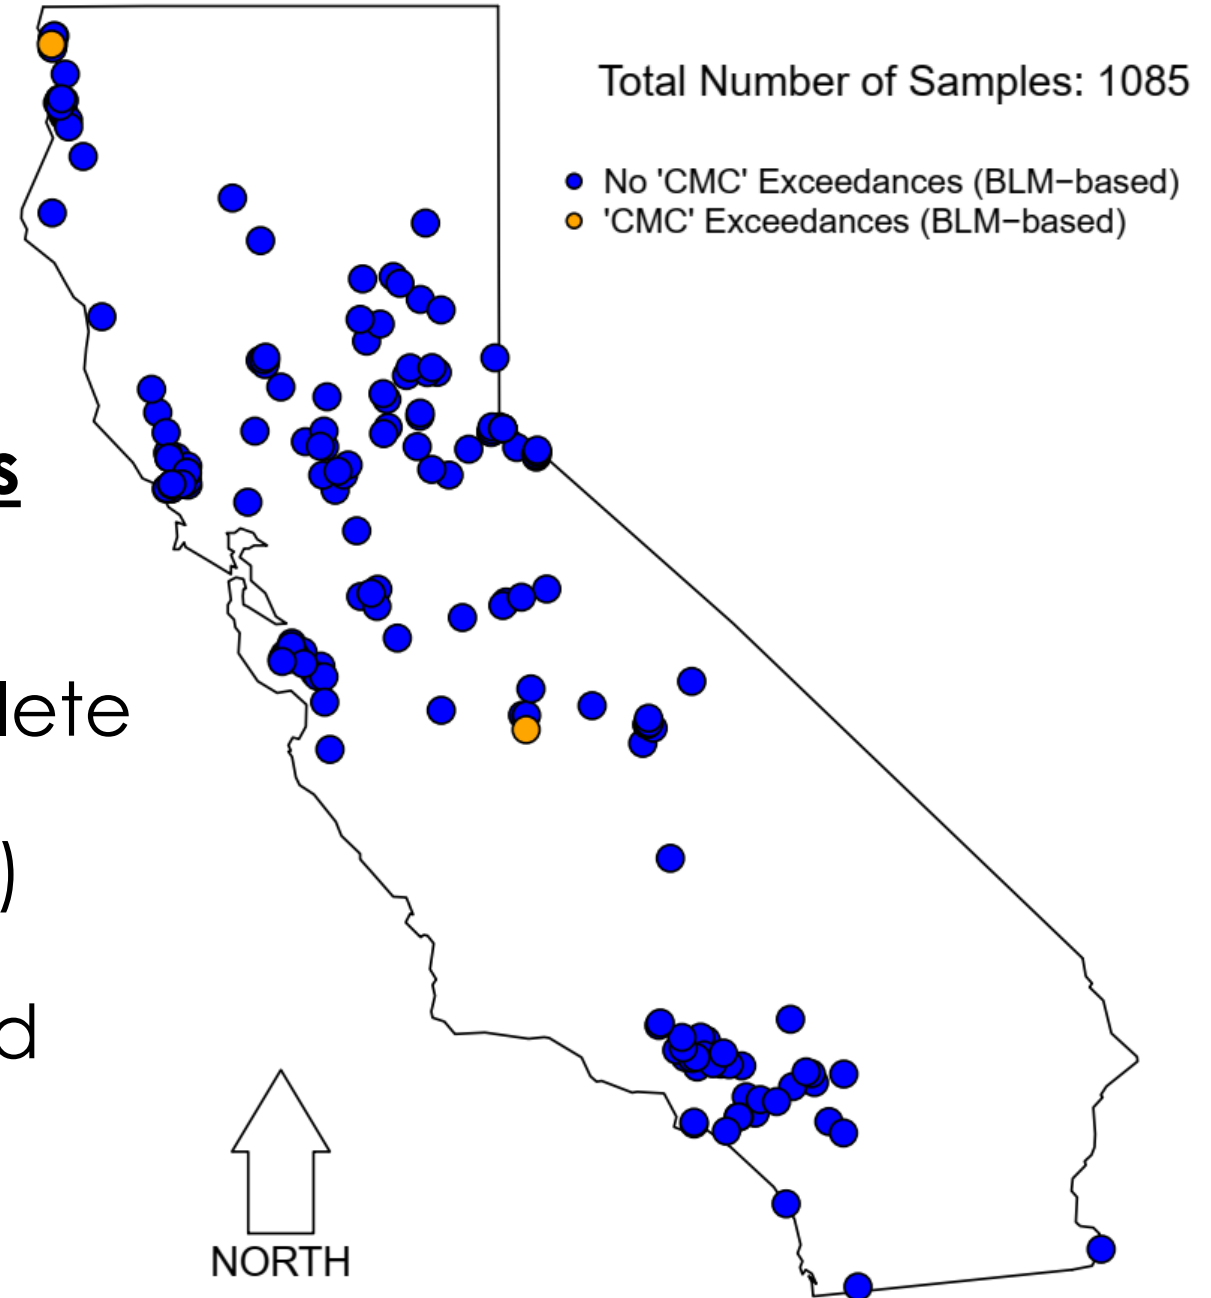 Total Number of Samples: 1085
No 'CMC' Exceedances (BLM−based)
'CMC' Exceedances (BLM−based)
s
lete
)
d
NORTH